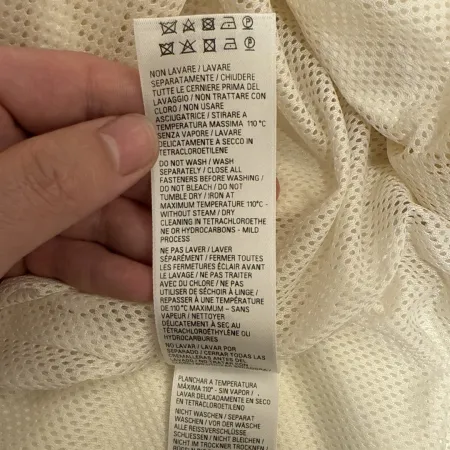 NON LAVARE / LAVARE
SEPARATAMENTE / CHIUDERE
TUTTE LE CERNIERE PRIMA DEL
LAVAGGIO / NON TRATTARE CON
CLORO / NON USARE
ASCIUGATRICE / STIRARE A
TEMPERATURA MASSIMA 110°C
SENZA VAPORE / LAVARE
DELICATAMENTE A SECCO IN
TETRACLOROETILENE
DO NOT WASH / WASH
SEPARATELY / CLOSE ALL
FASTENERS BEFORE WASHING /
DO NOT BLEACH / DO NOT
TUMBLE DRY / IRON AT
MAXIMUM TEMPERATURE 110°C -
WITHOUT STEAM / DRY
CLEANING IN TETRACHLOROETHE
NE OR HYDROCARBONS - MILD
PROCESS
NE PAS LAVER / LAVER
SÉPARÉMENT / FERMER TOUTES
LES FERMETURES ÉCLAIR AVANT
LE LAVAGE / NE PAS TRAITER
AVEC DU CHLORE / NE PAS
UTILISER DE SÉCHOIR À LINGE /
REPASSER À UNE TEMPÉRATURE
DE 110°C MAXIMUM – SANS
VAPEUR / NETTOYER
DÉLICATEMENT À SEC AU
TÉTRACHLOROÉTHYLÈNE OU
HYDROCARBURES
NO LAVAR / LAVAR POR
SEPARADO / CERRAR TODAS LAS
CREMALLERAS ANTES DEL
PLANCHAR A TEMPERATURA
MÁXIMA 110° - SIN VAPOR /
LAVAR DELICADAMENTE EN SECO
EN TETRACLOROETILENO
NICHT WASCHEN / SEPARAT
WASCHEN / VOR DER WÄSCHE
ALLE REISSVERSCHLÜSSE
SCHLIESSEN / NICHT BLEICHEN /
NICHT IM TROCKNER TROCKNEN /